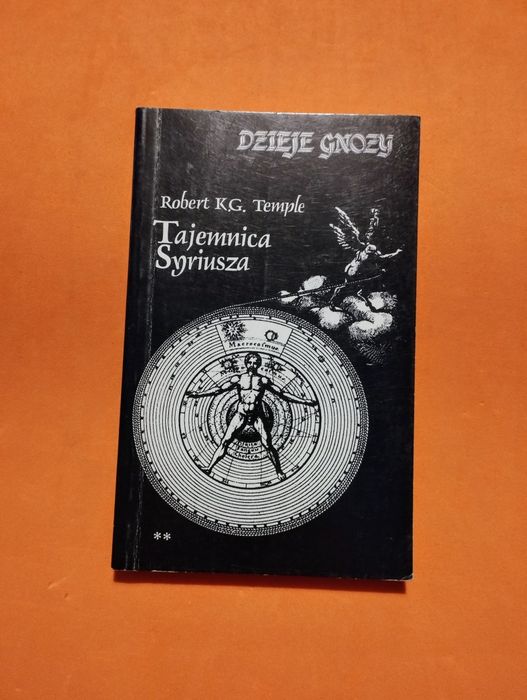 DZIEJE GNOZY
Robert K.G. Temple
Tajemnica
Syriusza
Macrocosmus
**